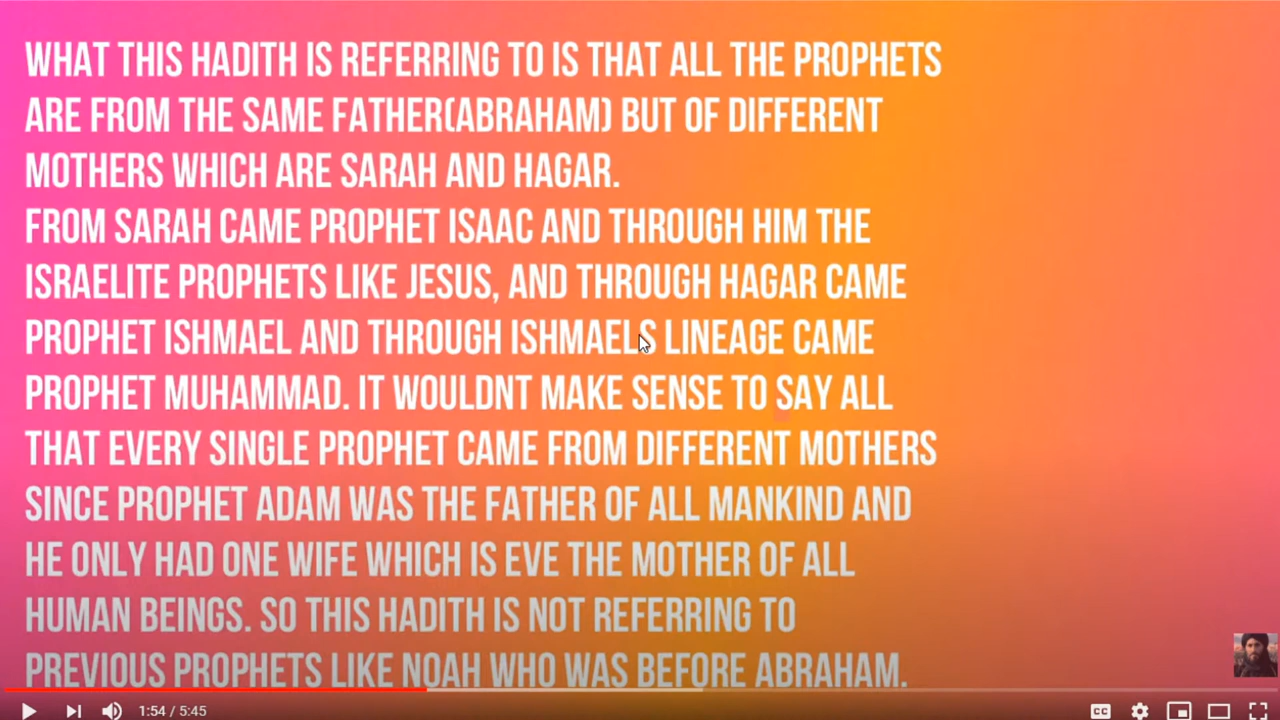 WHAT THIS HADITH IS REFERRING TO IS THAT ALL THE PROPHETS
ARE FROM THE SAME FATHER(ABRAHAM) BUT OF DIFFERENT
MOTHERS WHICH ARE SARAH AND HAGAR.
FROM SARAH CAME PROPHET ISAAC AND THROUGH HIM THE
ISRAELITE PROPHETS LIKE JESUS, AND THROUGH HAGAR CAME
PROPHET ISHMAEL AND THROUGH ISHMAELS LINEAGE CAME
PROPHET MUHAMMAD. IT WOULDNT MAKE SENSE TO SAY ALL
THAT EVERY SINGLE PROPHET CAME FROM DIFFERENT MOTHERS
SINCE PROPHET ADAM WAS THE FATHER OF ALL MANKIND AND
HE ONLY HAD ONE WIFE WHICH IS EVE THE MOTHER OF ALL
HUMAN BEINGS. SO THIS HADITH IS NOT REFERRING TO
PREVIOUS PROPHETS LIKE NOAH WHO WAS BEFORE ABRAHAM.
1:54 / 5:45
CC